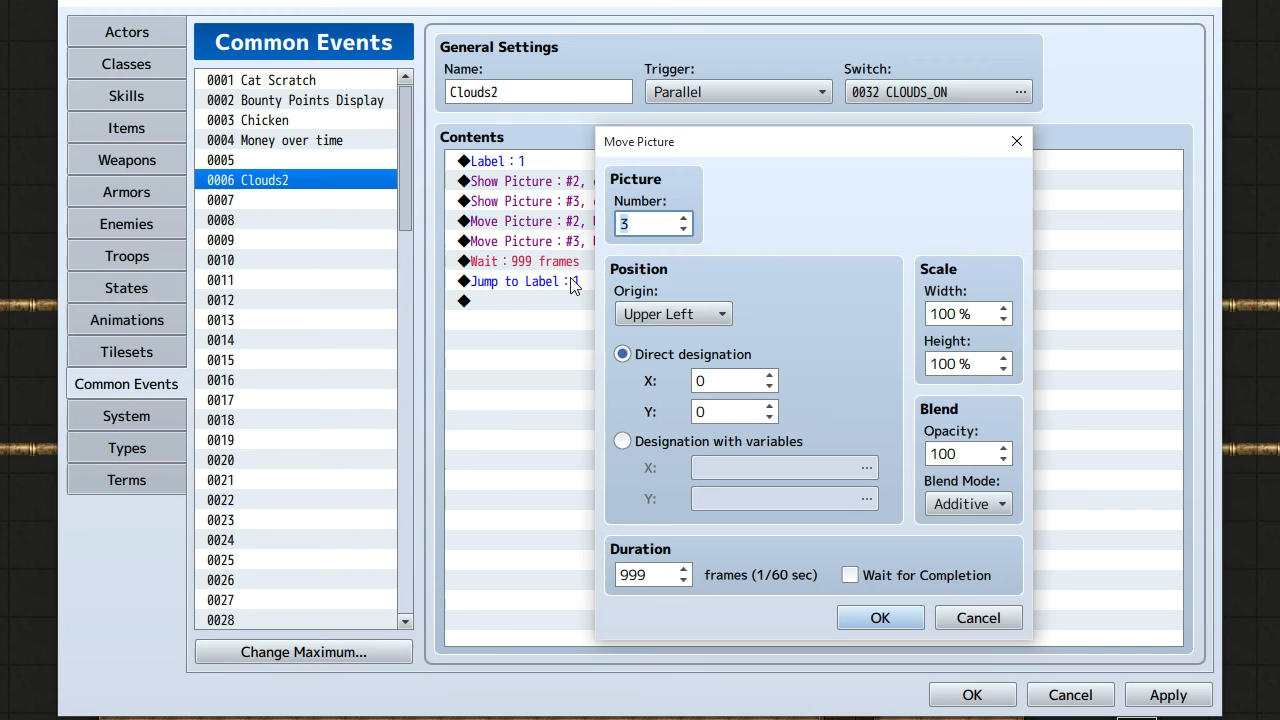 Actors
Classes
Skills
Items
Weapons
Armors
Enemies
Troops
States
Animations
Tilesets
Common Events
System
Types
Terms
Common Events
0001 Cat Scratch
0002 Bounty Points Display
0003 Chicken
0004 Money over time
0005
0006 Clouds2
0007
0008
0009
0010
0011
0012
0013
0014
0015
0016
0017
0018
0019
0020
0021
0022
0023
0024
0025
0026
0027
0028
Change Maximum...
General Settings
Name:
Trigger:
Switch:
Clouds2
Parallel
0032 CLOUDS_ON
...
Contents
◆Label:1
◆Show Picture:#2,
◆Show Picture:#3,
◆Move Picture:#2,
◆Move Picture:#3,
◆Wait:999 frames
◆Jump to Label:1
◆
Move Picture
Picture
Number:
3
Position
Origin:
Upper Left
Direct designation
X:
0
Y:
0
Designation with variables
X:
...
Y:
...
Scale
Width:
100 %
Height:
100 %
Blend
Opacity:
100
Blend Mode:
Additive
Duration
999
frames (1/60 sec)
Wait for Completion
OK
Cancel
OK
Cancel
Apply